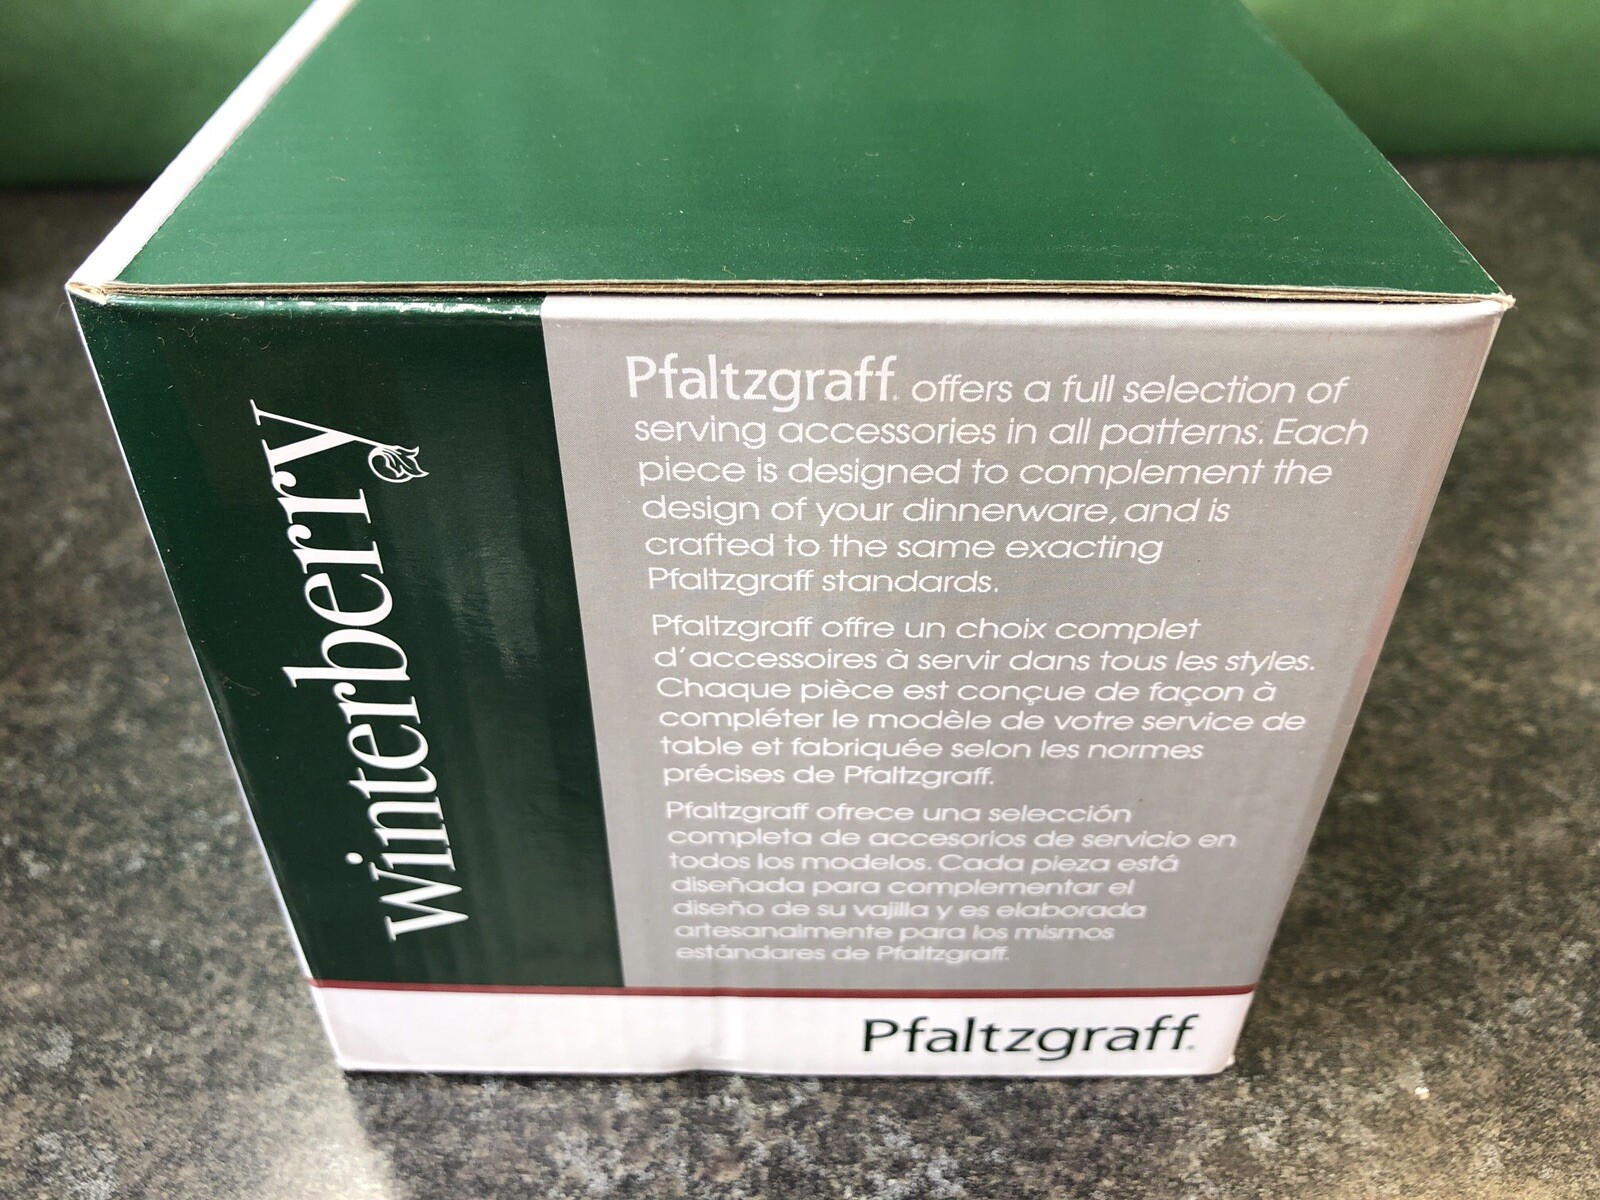 Winterberry
Pfaltzgraff. offers a full selection of
serving accessories in all patterns. Each
piece is designed to complement the
design of your dinnerware, and is
crafted to the same exacting
Pfaltzgraff standards.
Pfaltzgraff offre un choix complet
d'accessoires à servir dans tous les styles.
Chaque pièce est conçue de façon à
compléter le modèle de votre service de
table et fabriquée selon les normes
précises de Pfaltzgraff.
Pfaltzgraff ofrece una selección
completa de accesorios de servicio en
todos los modelos. Cada pieza está
diseñada para complementar el
diseño de su vajilla y es elaborada
artesanalmente para los mismos
estándares de Pfaltzgraff.
Pfaltzgraff.